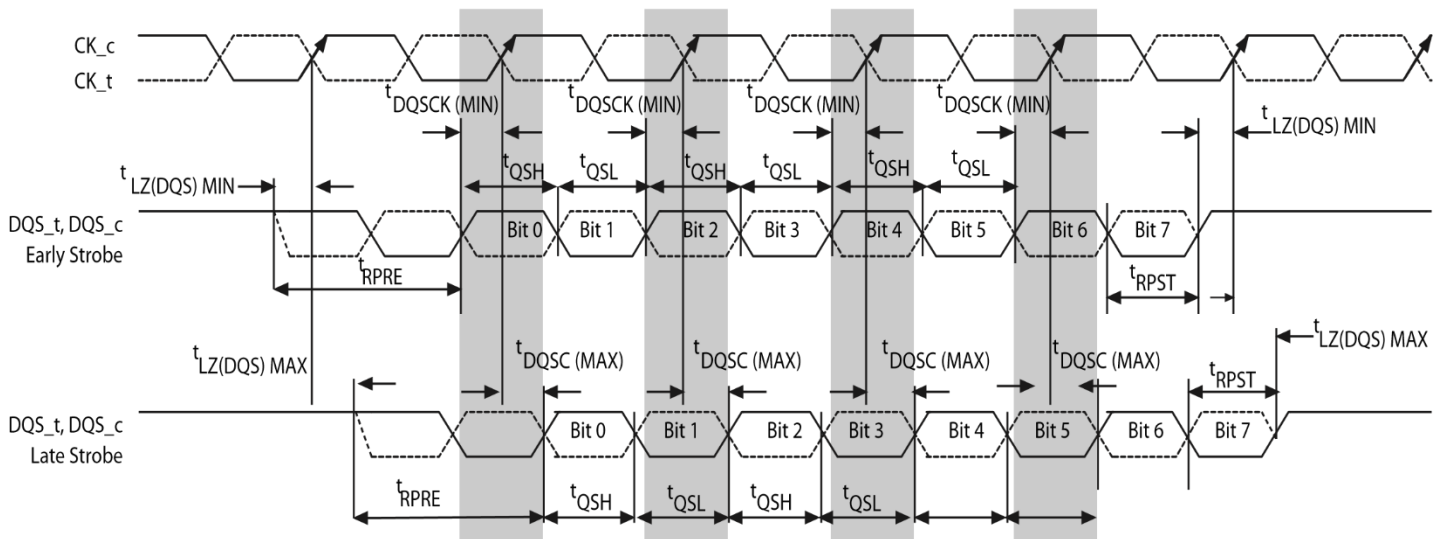 CK_c
CK_t
tDQSCK (MIN) tDQSCK (MIN) tDQSCK (MIN) tDQSCK (MIN)
tLZ(DQS) MIN
tLZ(DQS) MIN
tQSH tQSL tQSH tQSL tQSH tQSL
DQS_t, DQS_c
Early Strobe
Bit 0 Bit 1 Bit 2 Bit 3 Bit 4 Bit 5 Bit 6 Bit 7
tRPRE
tRPST
tLZ(DQS) MAX
tDQSC (MAX) tDQSC (MAX) tDQSC (MAX) tDQSC (MAX)
tLZ(DQS) MAX
tRPST
DQS_t, DQS_c
Late Strobe
Bit 0 Bit 1 Bit 2 Bit 3 Bit 4 Bit 5 Bit 6 Bit 7
tRPRE
tQSH tQSL tQSH tQSL